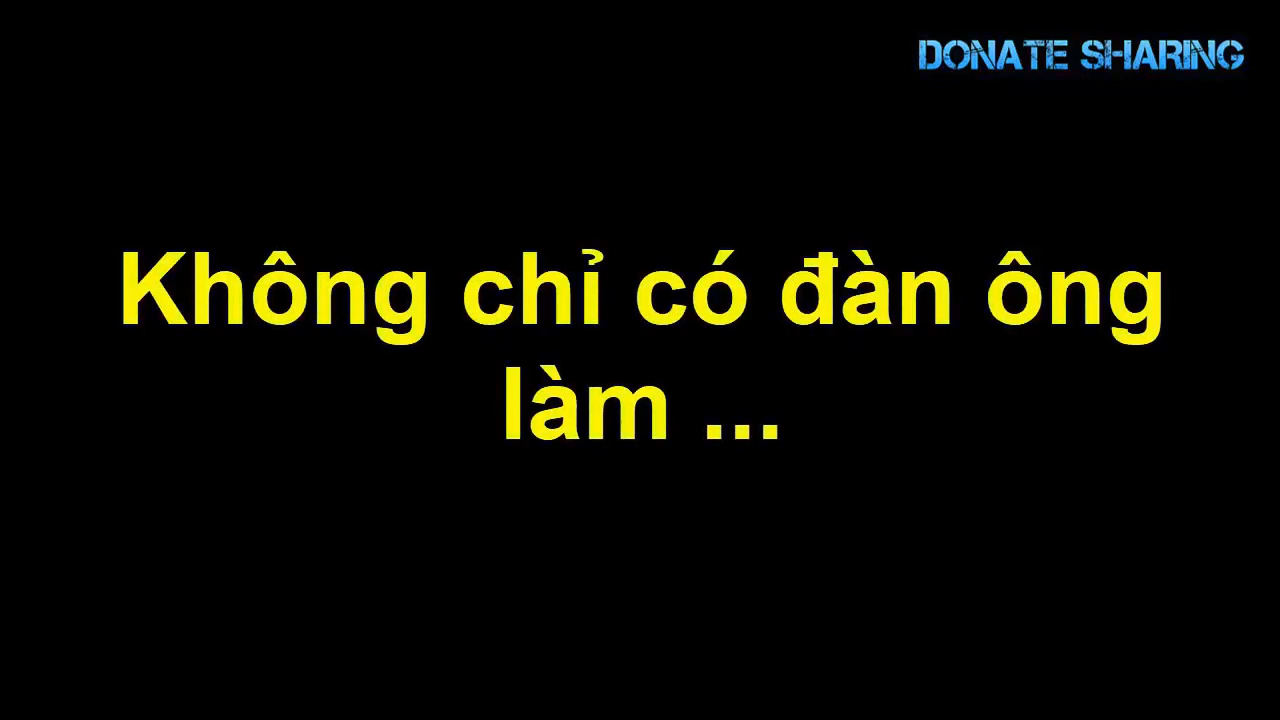 DONATE SHARING
Không chỉ có đàn ông
làm ...